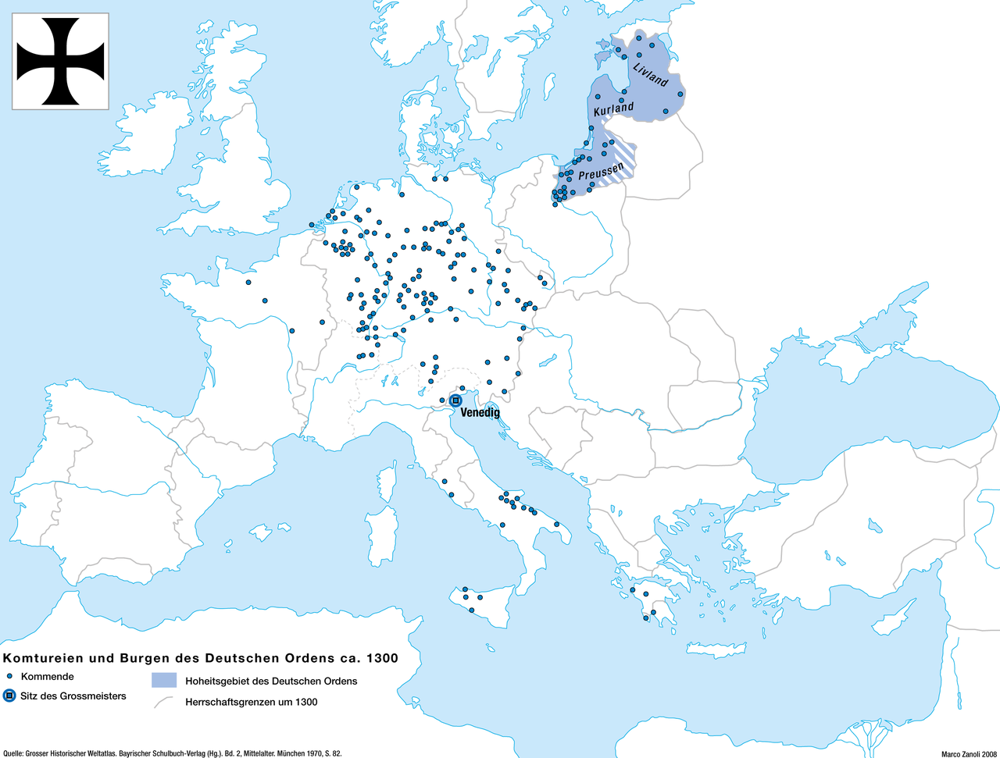 Livland
Kurland
Preussen
Venedig
Komtureien und Burgen des Deutschen Ordens ca. 1300
Kommende
Sitz des Grossmeisters
Hoheitsgebiet des Deutschen Ordens
Herrschaftsgrenzen um 1300
Quelle: Grosser Historischer Weltatlas. Bayrischer Schulbuch-Verlag (Hg.). Bd. 2, Mittelalter. München 1970, S. 82.
Marco Zanoli 2008